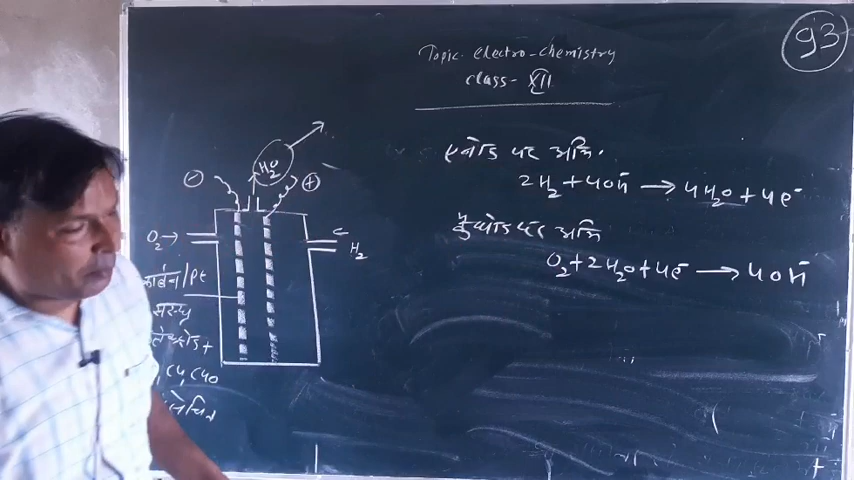 93
Topic. electro-chemistry
class- XII
एनोड पर अभि.
2H₂ + 4OH⁻ → 4H₂O + 4e⁻
कैथोड पर अभि
O₂ + 2H₂O + 4e⁻ → 4OH⁻
H₂O
- +
O₂ →
←
H₂
कार्बन/Pt
सरन्ध्र